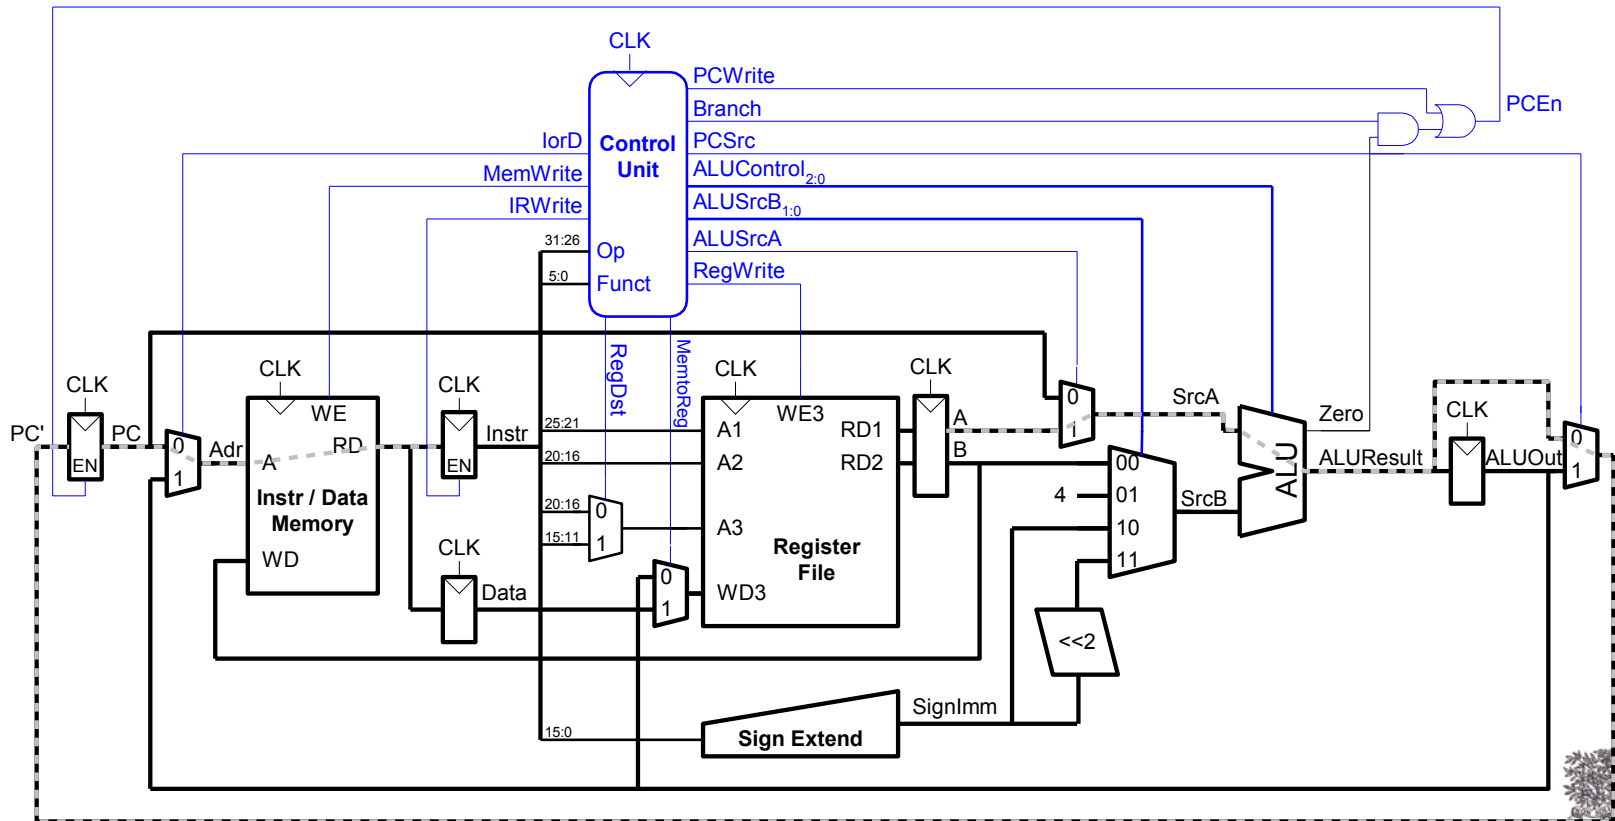 CLK
PCWrite
Branch
PCEn
IorD
Control
Unit
PCSrc
MemWrite
ALUControl2:0
IRWrite
ALUSrcB1:0
31:26
Op
ALUSrcA
5:0
Funct
RegWrite
RegDst
MemtoReg
CLK
CLK
CLK
CLK
CLK
PC'
PC
EN
0
1
Adr
WE
A
RD
Instr / Data
Memory
WD
EN
Instr
CLK
Data
25:21
20:16
20:16
15:11
0
1
0
1
WE3
A1
RD1
A2
RD2
A3
Register
File
WD3
A
B
0
1
SrcA
00
4
01
10
11
SrcB
ALU
Zero
ALUResult
CLK
ALUOut
0
1
<<2
SignImm
15:0
Sign Extend